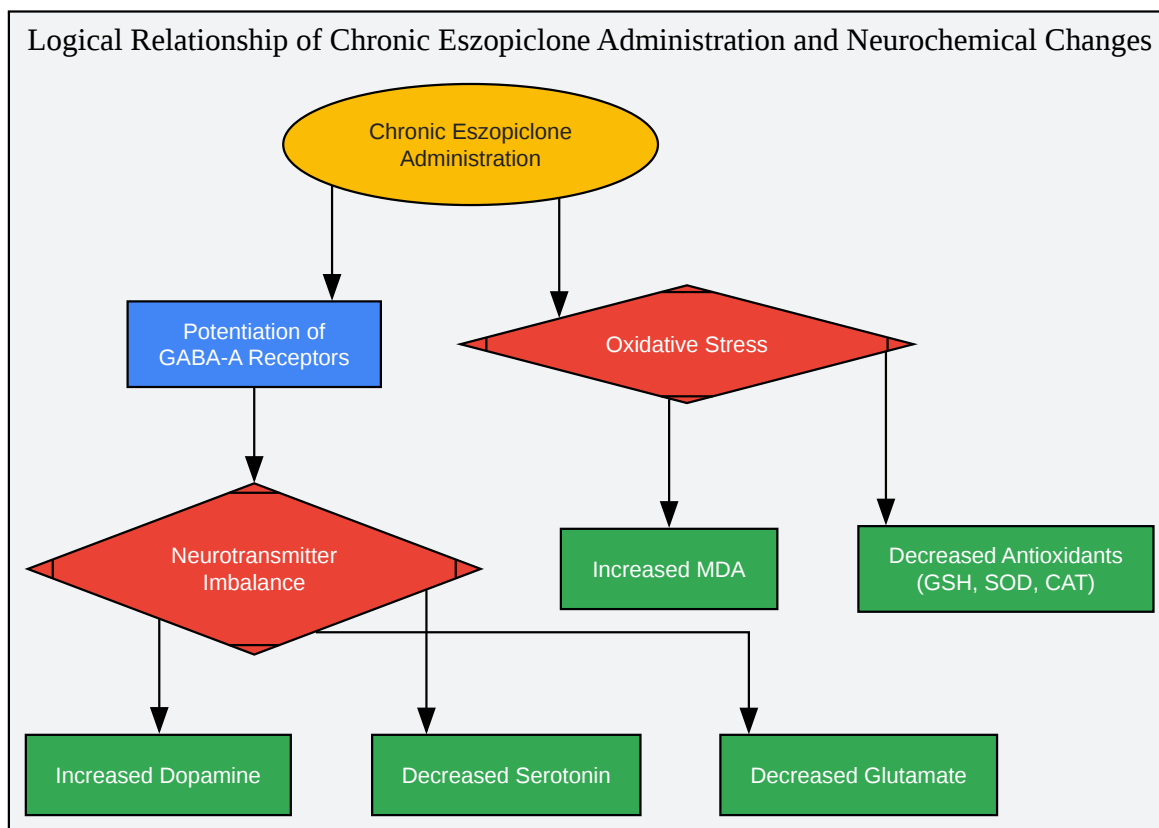 Logical Relationship of Chronic Eszopiclone Administration and Neurochemical Changes
Chronic Eszopiclone
Administration
Potentiation of
GABA-A Receptors
Oxidative Stress
Neurotransmitter
Imbalance
Increased MDA
Decreased Antioxidants
(GSH, SOD, CAT)
Increased Dopamine
Decreased Serotonin
Decreased Glutamate